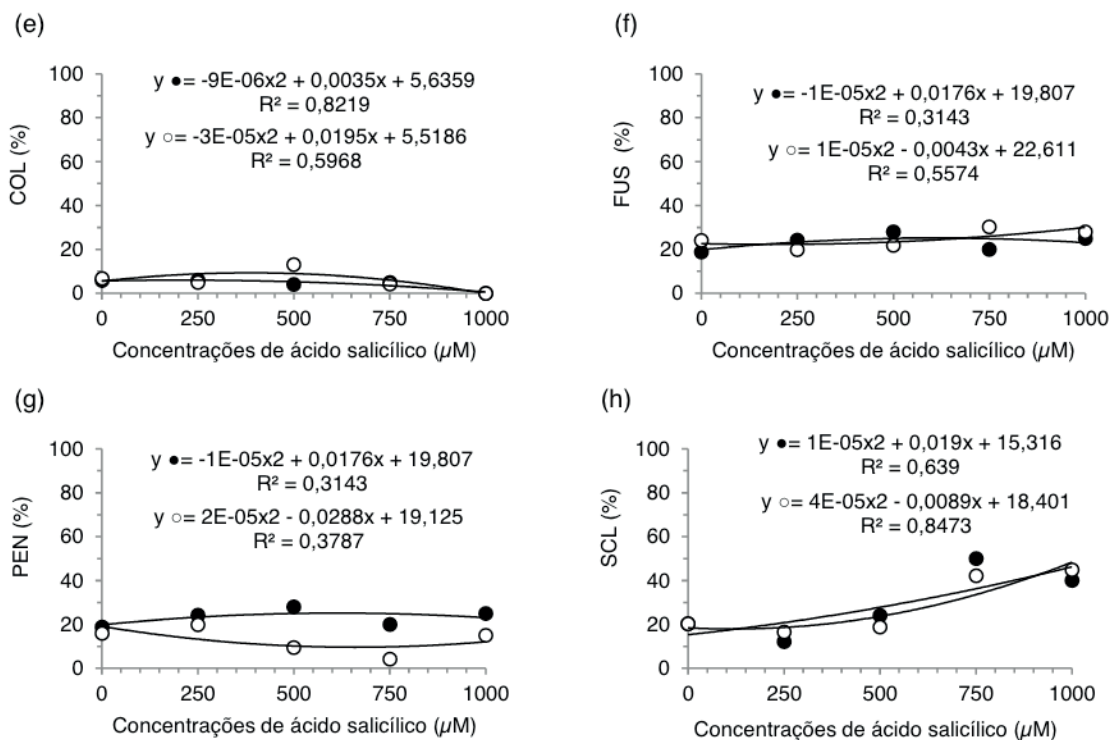 (e)
100
80
60
40
20
0
COL (%)
y ●= -9E-06x2 + 0,0035x + 5,6359
R² = 0,8219
y ○= -3E-05x2 + 0,0195x + 5,5186
R² = 0,5968
0 250 500 750 1000
Concentrações de ácido salicílico (µM)
(f)
100
80
60
40
20
0
FUS (%)
y ●= -1E-05x2 + 0,0176x + 19,807
R² = 0,3143
y ○= 1E-05x2 - 0,0043x + 22,611
R² = 0,5574
0 250 500 750 1000
Concentrações de ácido salicílico (µM)
(g)
100
80
60
40
20
0
PEN (%)
y ●= -1E-05x2 + 0,0176x + 19,807
R² = 0,3143
y ○= 2E-05x2 - 0,0288x + 19,125
R² = 0,3787
0 250 500 750 1000
Concentrações de ácido salicílico (µM)
(h)
100
80
60
40
20
0
SCL (%)
y ●= 1E-05x2 + 0,019x + 15,316
R² = 0,639
y ○= 4E-05x2 - 0,0089x + 18,401
R² = 0,8473
0 250 500 750 1000
Concentrações de ácido salicílico (µM)